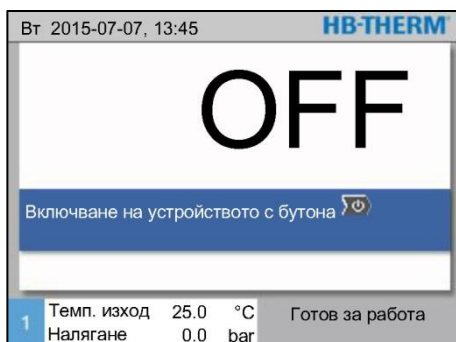 Вт 2015-07-07, 13:45 HB-THERM
OFF
Включване на устройството с бутона
1 Темп. изход 25.0 °C Готов за работа
Налягане 0.0 bar